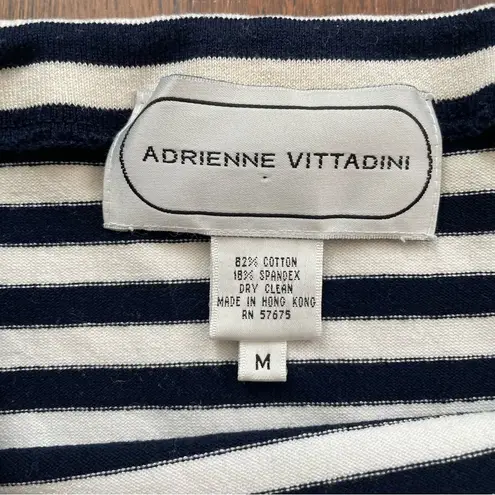 ADRIENNE VITTADINI
82% COTTON
18% SPANDEX
DRY CLEAN
MADE IN HONG KONG
RN 57675
M